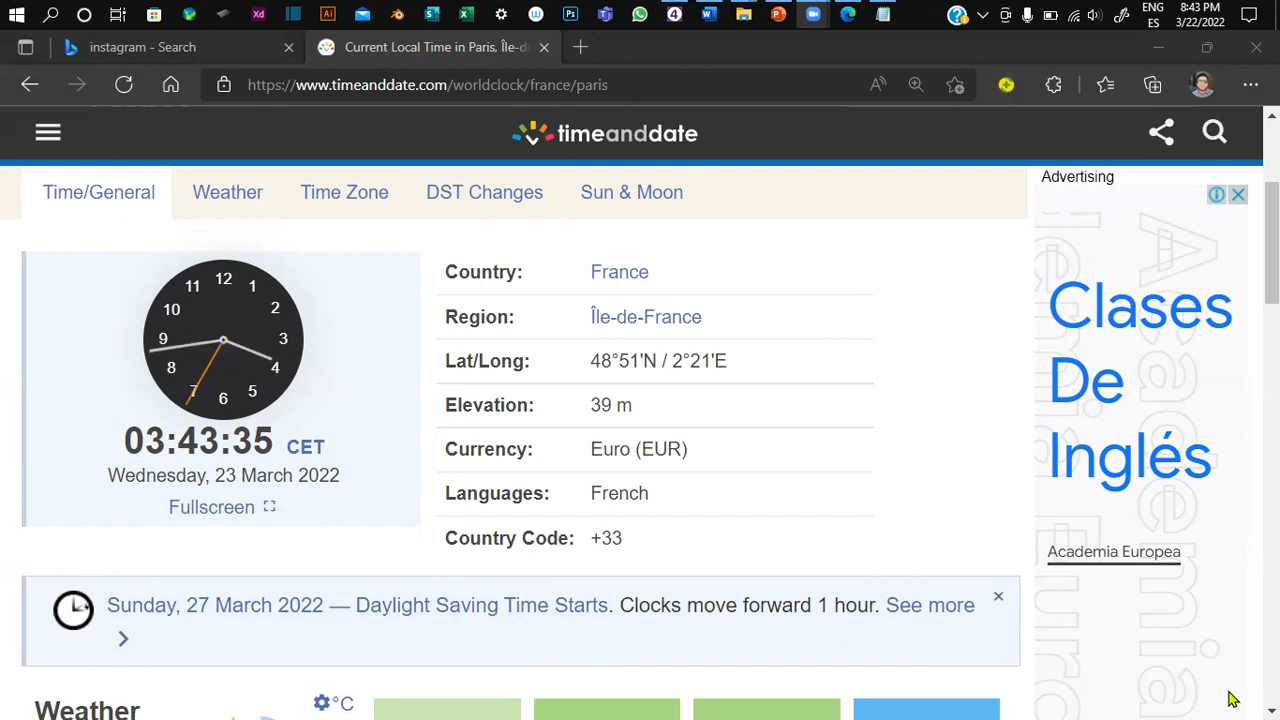 ENG 8:43 PM
ES 3/22/2022
instagram - Search
Current Local Time in Paris, Île-d
https://www.timeanddate.com/worldclock/france/paris
timeanddate
Time/General Weather Time Zone DST Changes Sun & Moon
Advertising
12
11 1
10 2
9 3
8 4
7 5
6
03:43:35 CET
Wednesday, 23 March 2022
Fullscreen
Country: France
Region: Île-de-France
Lat/Long: 48°51'N / 2°21'E
Elevation: 39 m
Currency: Euro (EUR)
Languages: French
Country Code: +33
Clases
De
Inglés
Academia Europea
Sunday, 27 March 2022 — Daylight Saving Time Starts. Clocks move forward 1 hour. See more
Weather
°C